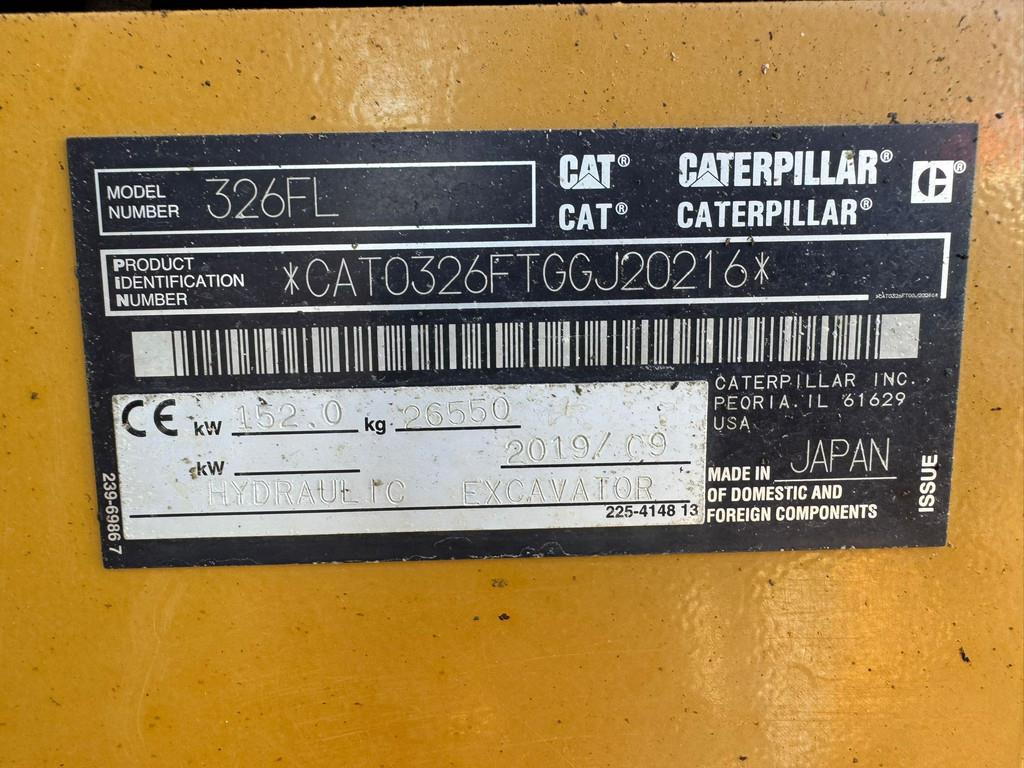 MODEL NUMBER 326FL
CAT® CATERPILLAR® ®
CAT® CATERPILLAR®
PRODUCT
IDENTIFICATION
NUMBER
*CAT0326FTGGJ20216*
*CAT0326FTGGJ20216*
CATERPILLAR INC.
PEORIA. IL 61629
USA
CE kW 152.0 kg 26550
2019/ 09
kW
HYDRAULIC EXCAVATOR
225-4148 13
MADE IN JAPAN
OF DOMESTIC AND
FOREIGN COMPONENTS
ISSUE
239-6986 7